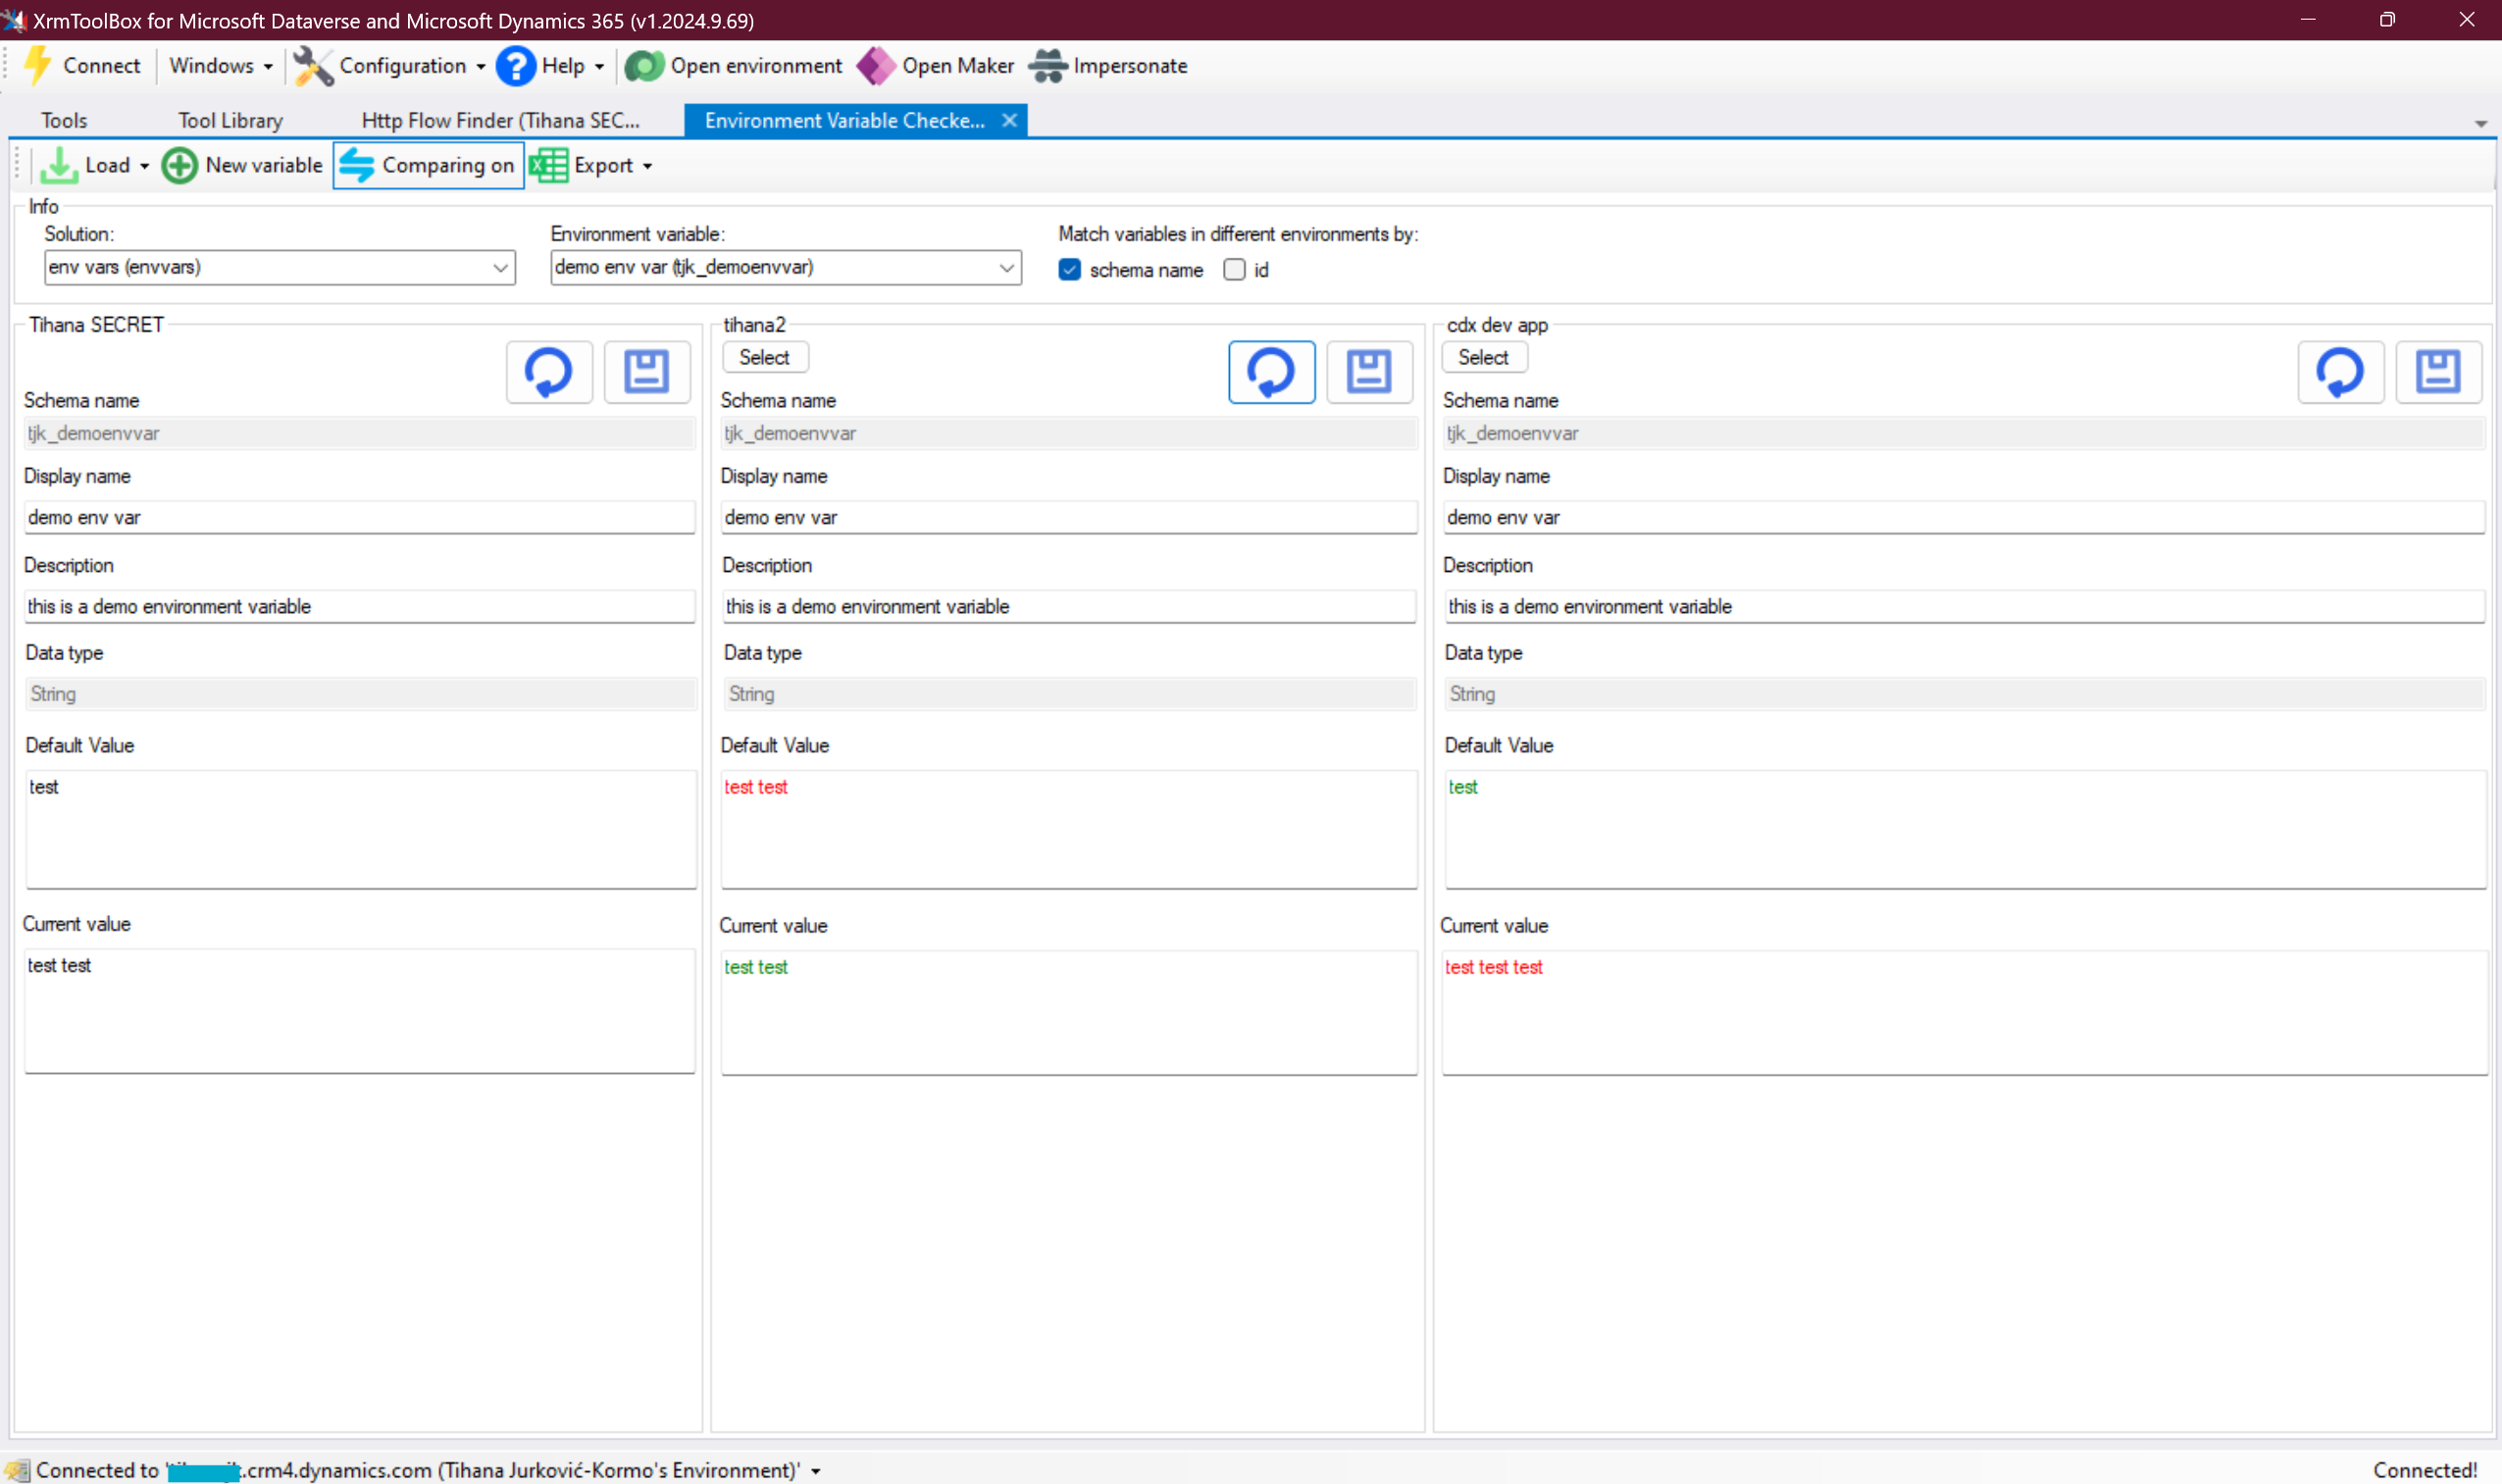 XrmToolBox for Microsoft Dataverse and Microsoft Dynamics 365 (v1.2024.9.69)
Connect Windows Configuration Help Open environment Open Maker Impersonate
Tools Tool Library Http Flow Finder (Tihana SEC... Environment Variable Checke...
Load New variable Comparing on Export
Info
Solution: Environment variable: Match variables in different environments by:
env vars (envvars) demo env var (tjk_demoenvvar) schema name id
Tihana SECRET tihana2 cdx dev app
Select Select
Schema name Schema name Schema name
tjk_demoenvvar tjk_demoenvvar tjk_demoenvvar
Display name Display name Display name
demo env var demo env var demo env var
Description Description Description
this is a demo environment variable this is a demo environment variable this is a demo environment variable
Data type Data type Data type
String String String
Default Value Default Value Default Value
test test test test
Current value Current value Current value
test test test test test test test
Connected to '.crm4.dynamics.com (Tihana Jurković-Kormo's Environment)' Connected!